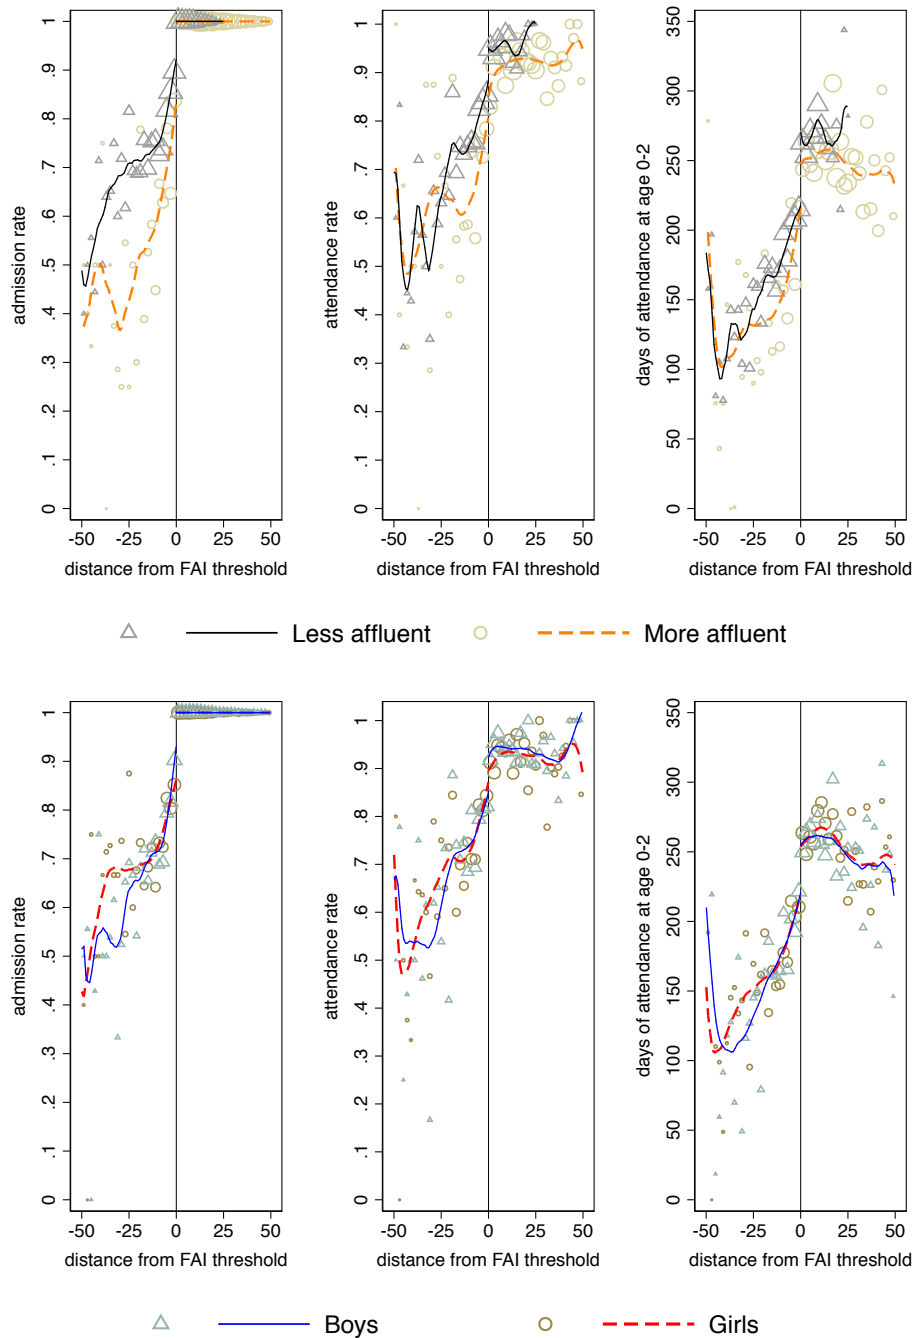 admission rate
0 .1 .2 .3 .4 .5 .6 .7 .8 .9 1
-50 -25 0 25 50
distance from FAI threshold
attendance rate
0 .1 .2 .3 .4 .5 .6 .7 .8 .9 1
-50 -25 0 25 50
distance from FAI threshold
days of attendance at age 0-2
0 50 100 150 200 250 300 350
-50 -25 0 25 50
distance from FAI threshold
Less affluent More affluent
admission rate
0 .1 .2 .3 .4 .5 .6 .7 .8 .9 1
-50 -25 0 25 50
distance from FAI threshold
attendance rate
0 .1 .2 .3 .4 .5 .6 .7 .8 .9 1
-50 -25 0 25 50
distance from FAI threshold
days of attendance at age 0-2
0 50 100 150 200 250 300 350
-50 -25 0 25 50
distance from FAI threshold
Boys Girls